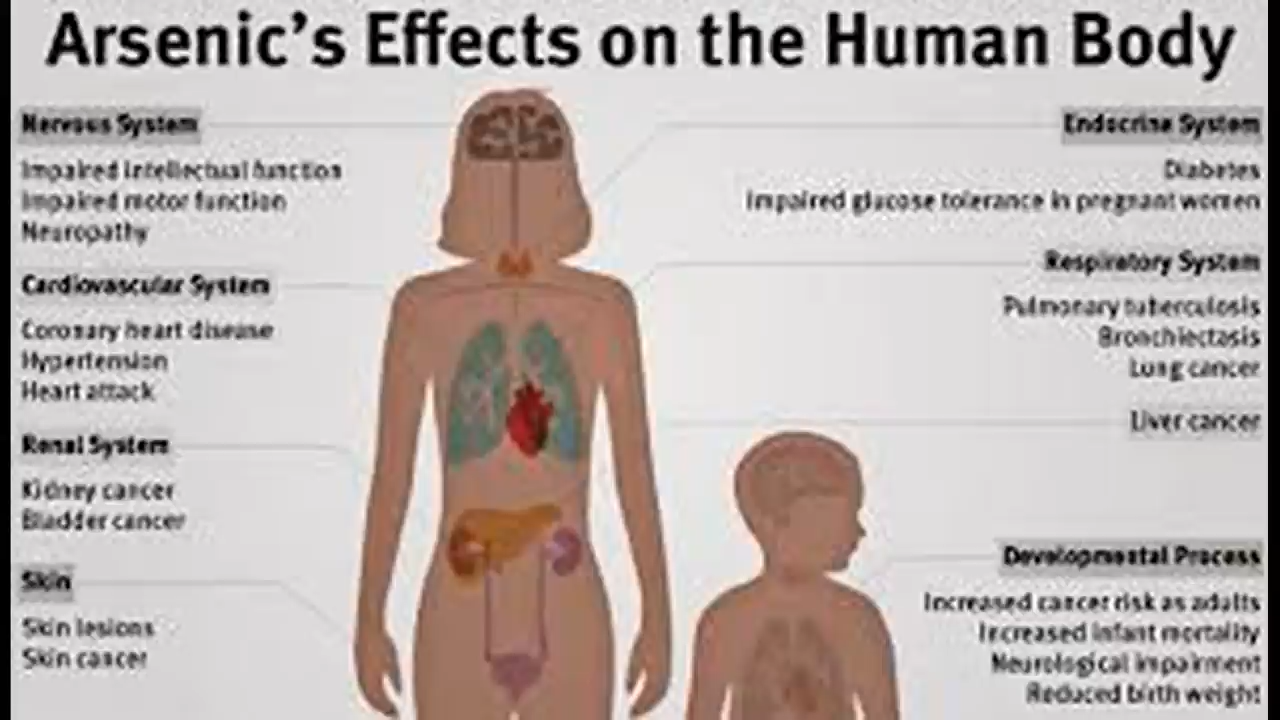 Arsenic's Effects on the Human Body
Nervous System
Impaired intellectual function
Impaired motor function
Neuropathy
Cardiovascular System
Coronary heart disease
Hypertension
Heart attack
Renal System
Kidney cancer
Bladder cancer
Skin
Skin lesions
Skin cancer
Endocrine System
Diabetes
Impaired glucose tolerance in pregnant women
Respiratory System
Pulmonary tuberculosis
Bronchiectasis
Lung cancer
Liver cancer
Developmental Process
Increased cancer risk as adults
Increased infant mortality
Neurological impairment
Reduced birth weight